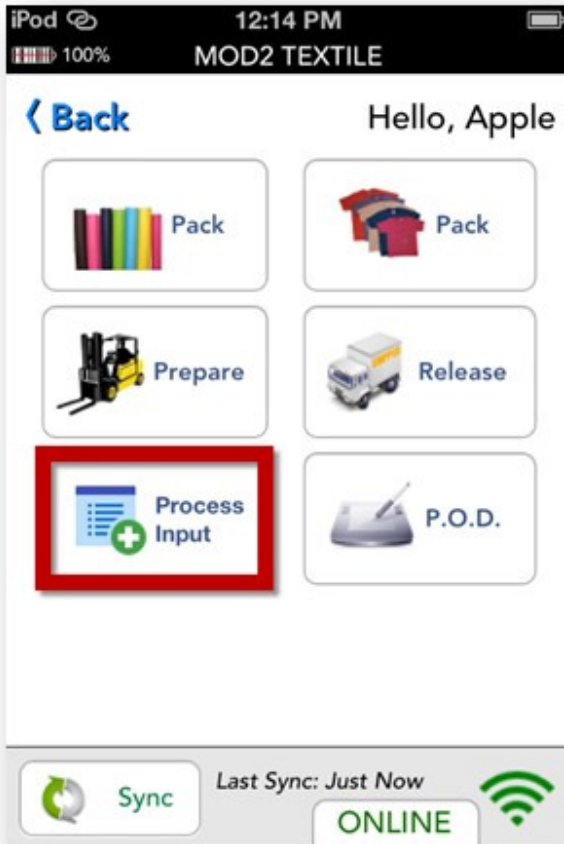 iPod 12:14 PM
100% MOD2 TEXTILE
Back Hello, Apple
Pack Pack
Prepare Release
Process
Input
P.O.D.
Sync Last Sync: Just Now
ONLINE